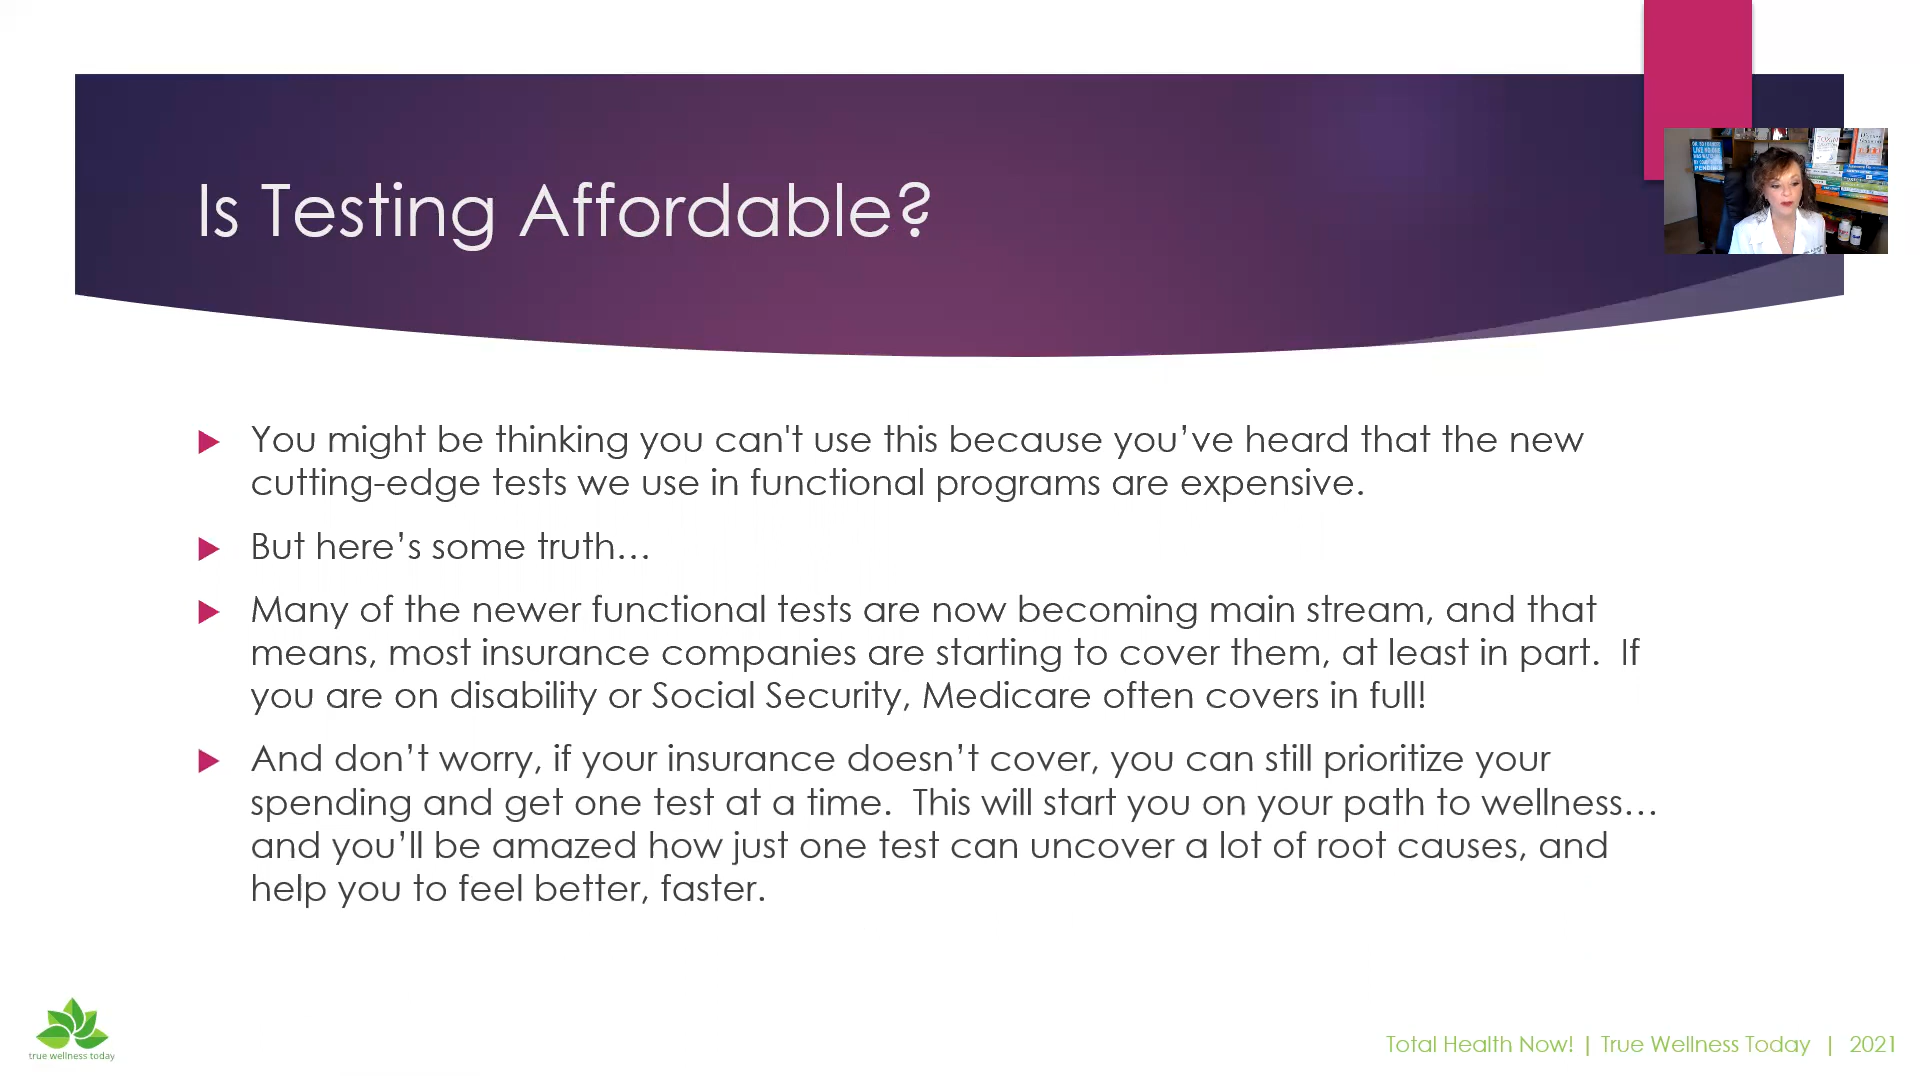 Is Testing Affordable?
You might be thinking you can't use this because you’ve heard that the new
cutting-edge tests we use in functional programs are expensive.
But here’s some truth…
Many of the newer functional tests are now becoming main stream, and that
means, most insurance companies are starting to cover them, at least in part.  If
you are on disability or Social Security, Medicare often covers in full!
And don’t worry, if your insurance doesn’t cover, you can still prioritize your
spending and get one test at a time.  This will start you on your path to wellness…
and you’ll be amazed how just one test can uncover a lot of root causes, and
help you to feel better, faster.
true wellness today
Total Health Now! | True Wellness Today | 2021